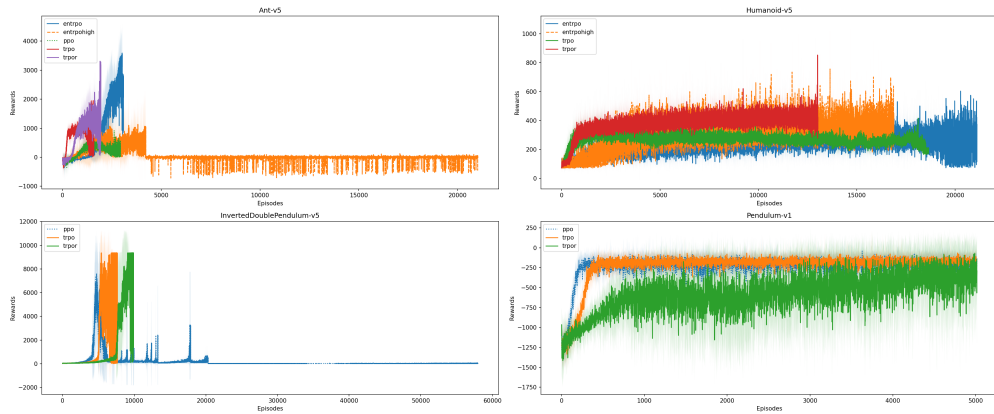 Ant-v5
Rewards
4000
3000
2000
1000
0
−1000
0
5000
10000
15000
20000
Episodes
entrpo
entrpohigh
ppo
trpo
trpor
Humanoid-v5
Rewards
1000
800
600
400
200
0
0
5000
10000
15000
20000
Episodes
entrpo
entrpohigh
trpo
trpor
InvertedDoublePendulum-v5
Rewards
12000
10000
8000
6000
4000
2000
0
−2000
0
10000
20000
30000
40000
50000
60000
Episodes
ppo
trpo
trpor
Pendulum-v1
Rewards
250
0
−250
−500
−750
−1000
−1250
−1500
−1750
0
1000
2000
3000
4000
5000
Episodes
ppo
trpo
trpor